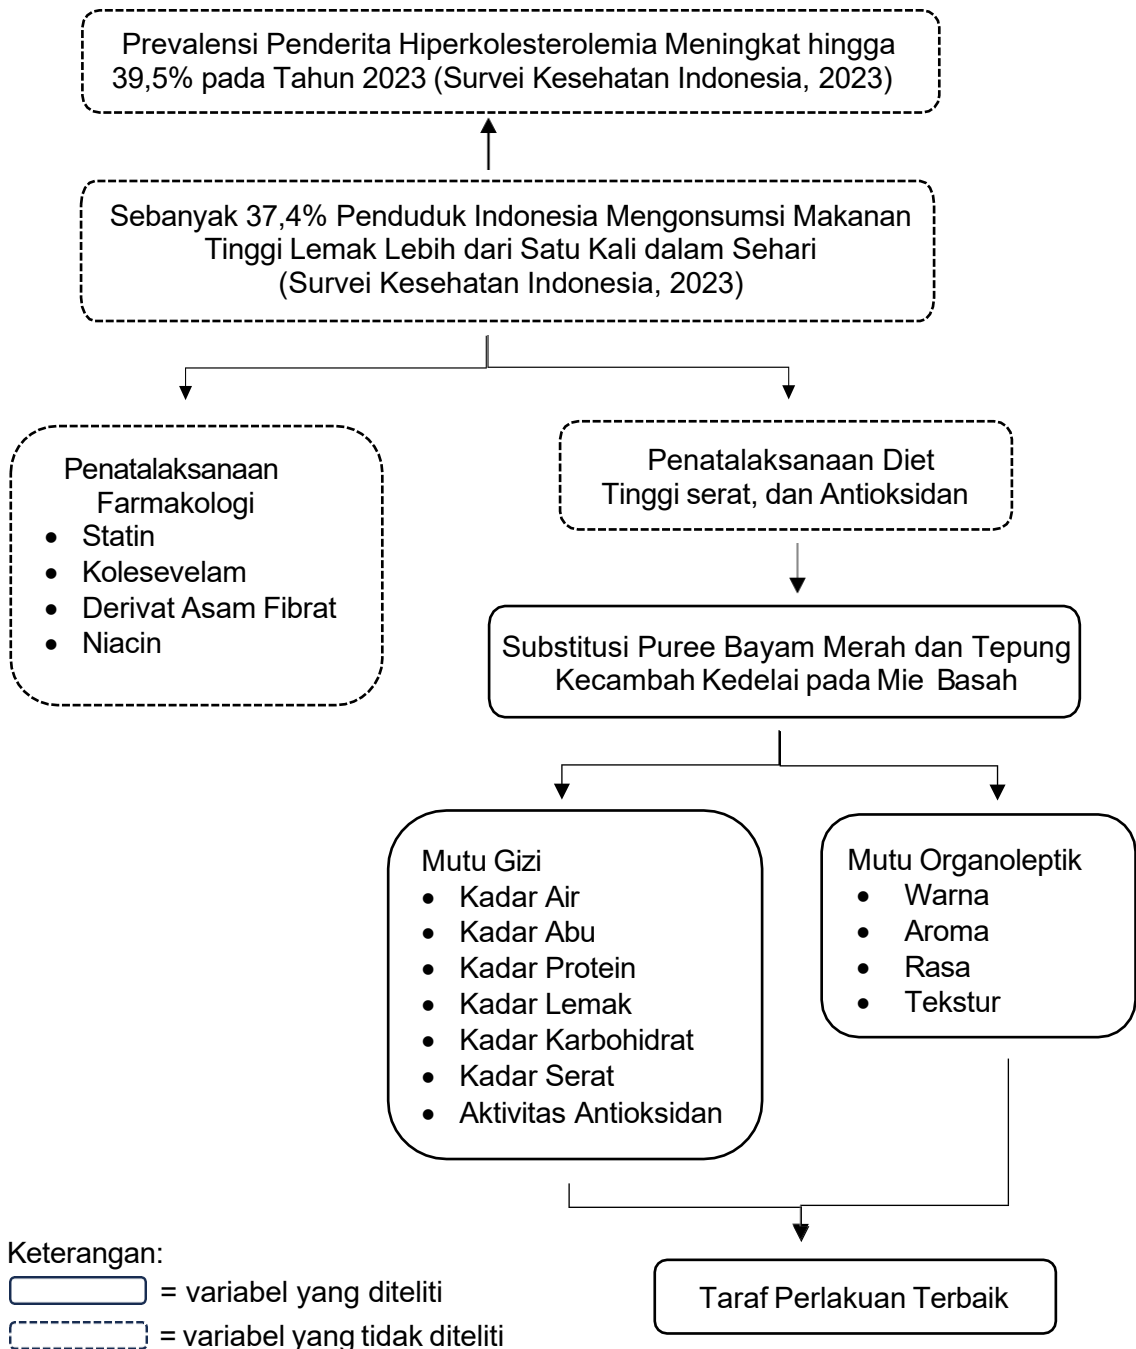 Prevalensi Penderita Hiperkolesterolemia Meningkat hingga
39,5% pada Tahun 2023 (Survei Kesehatan Indonesia, 2023)
Sebanyak 37,4% Penduduk Indonesia Mengonsumsi Makanan
Tinggi Lemak Lebih dari Satu Kali dalam Sehari
(Survei Kesehatan Indonesia, 2023)
Penatalaksanaan
Farmakologi
• Statin
• Kolesevelam
• Derivat Asam Fibrat
• Niacin
Penatalaksanaan Diet
Tinggi serat, dan Antioksidan
Substitusi Puree Bayam Merah dan Tepung
Kecambah Kedelai pada Mie Basah
Mutu Gizi
• Kadar Air
• Kadar Abu
• Kadar Protein
• Kadar Lemak
• Kadar Karbohidrat
• Kadar Serat
• Aktivitas Antioksidan
Mutu Organoleptik
• Warna
• Aroma
• Rasa
• Tekstur
Taraf Perlakuan Terbaik
Keterangan:
= variabel yang diteliti
= variabel yang tidak diteliti